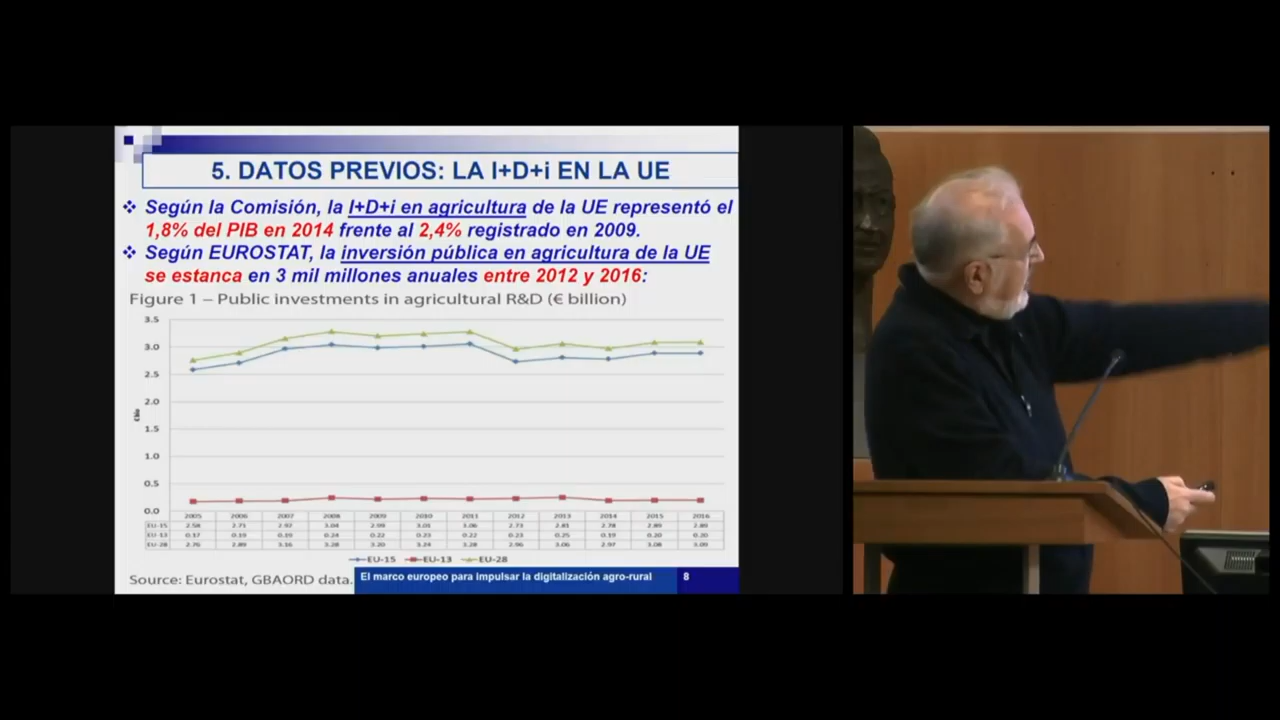 5. DATOS PREVIOS: LA I+D+i EN LA UE
❖ Según la Comisión, la I+D+i en agricultura de la UE representó el
1,8% del PIB en 2014 frente al 2,4% registrado en 2009.
❖ Según EUROSTAT, la inversión pública en agricultura de la UE
se estanca en 3 mil millones anuales entre 2012 y 2016:
Figure 1 – Public investments in agricultural R&D (€ billion)
3.5
3.0
2.5
2.0
1.5
1.0
0.5
0.0
2005 2006 2007 2008 2009 2010 2011 2012 2013 2014 2015 2016
EU-15 2.58 2.71 2.97 3.04 2.99 3.01 3.06 2.73 2.81 2.78 2.89 2.89
EU-13 0.17 0.19 0.19 0.24 0.22 0.23 0.22 0.23 0.25 0.19 0.20 0.20
EU-28 2.76 2.89 3.16 3.28 3.20 3.24 3.28 2.96 3.06 2.97 3.08 3.09
EU-15 EU-13 EU-28
Source: Eurostat, GBAORD data.
El marco europeo para impulsar la digitalización agro-rural 8